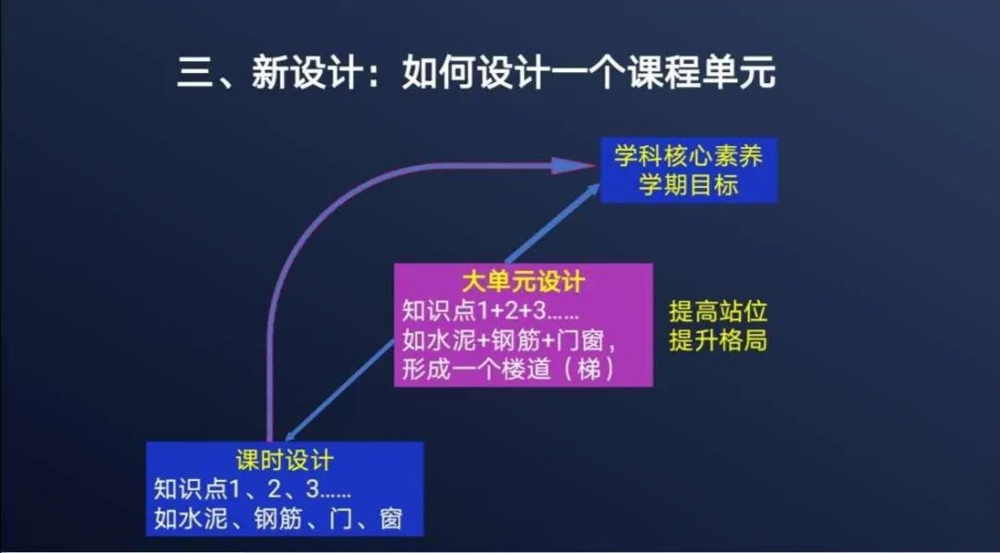 三、新设计：如何设计一个课程单元
学科核心素养
学期目标
大单元设计
知识点1+2+3……
如水泥+钢筋+门窗，
形成一个楼道（梯）
提高站位
提升格局
课时设计
知识点1、2、3……
如水泥、钢筋、门、窗